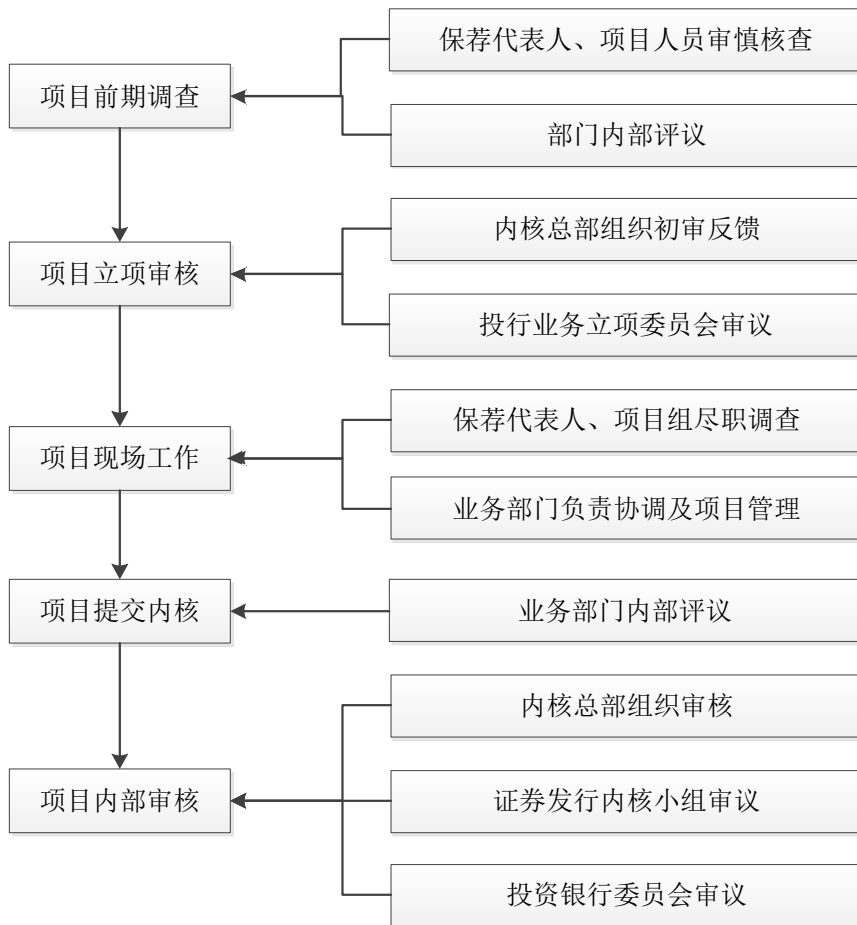 保荐代表人、项目人员审慎核查
项目前期调查
部门内部评议
内核总部组织初审反馈
项目立项审核
投行业务立项委员会审议
保荐代表人、项目组尽职调查
项目现场工作
业务部门负责协调及项目管理
项目提交内核
业务部门内部评议
内核总部组织审核
项目内部审核
证券发行内核小组审议
投资银行委员会审议